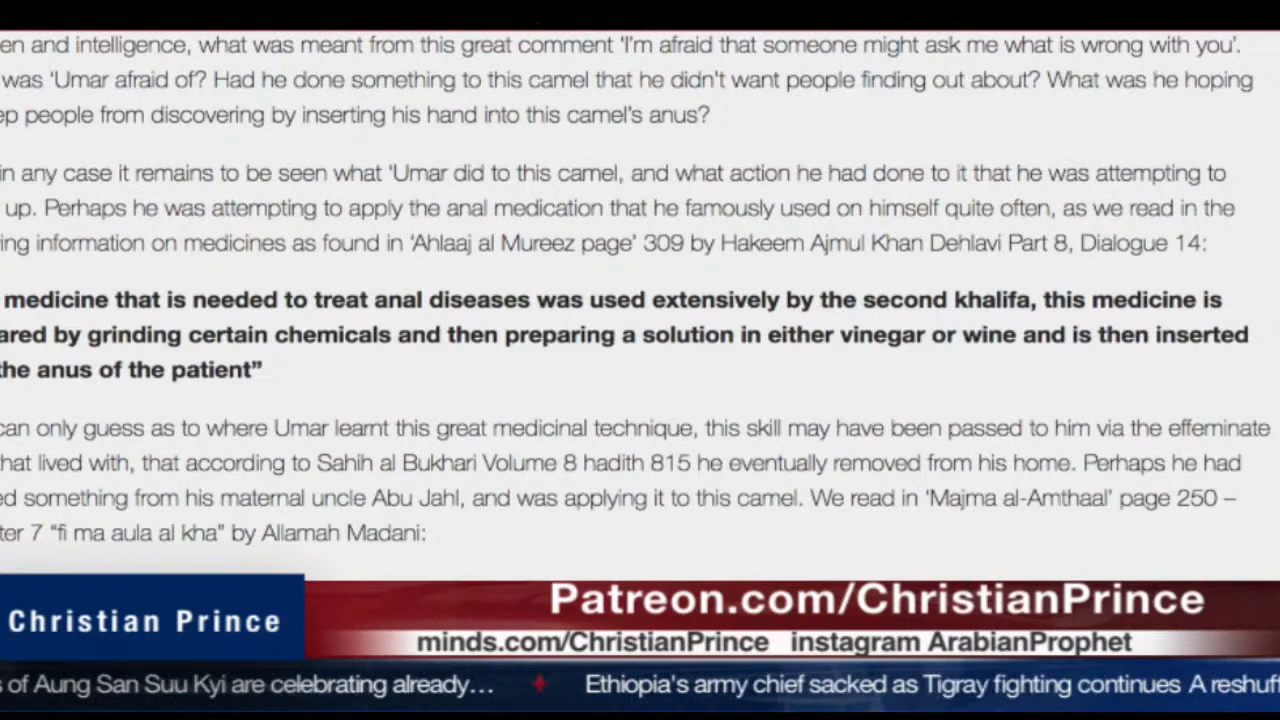 en and intelligence, what was meant from this great comment ‘I’m afraid that someone might ask me what is wrong with you’.
was ‘Umar afraid of? Had he done something to this camel that he didn’t want people finding out about? What was he hoping
ep people from discovering by inserting his hand into this camel’s anus?
in any case it remains to be seen what ‘Umar did to this camel, and what action he had done to it that he was attempting to
up. Perhaps he was attempting to apply the anal medication that he famously used on himself quite often, as we read in the
ing information on medicines as found in ‘Ahlaaj al Mureez page’ 309 by Hakeem Ajmul Khan Dehlavi Part 8, Dialogue 14:
medicine that is needed to treat anal diseases was used extensively by the second khalifa, this medicine is
ared by grinding certain chemicals and then preparing a solution in either vinegar or wine and is then inserted
the anus of the patient”
can only guess as to where Umar learnt this great medicinal technique, this skill may have been passed to him via the effeminate
that lived with, that according to Sahih al Bukhari Volume 8 hadith 815 he eventually removed from his home. Perhaps he had
ed something from his maternal uncle Abu Jahl, and was applying it to this camel. We read in ‘Majma al-Amthaal’ page 250 –
ter 7 “fi ma aula al kha” by Allamah Madani:
Christian Prince
Patreon.com/ChristianPrince
minds.com/ChristianPrince instagram ArabianProphet
s of Aung San Suu Kyi are celebrating already... Ethiopia's army chief sacked as Tigray fighting continues A reshuff